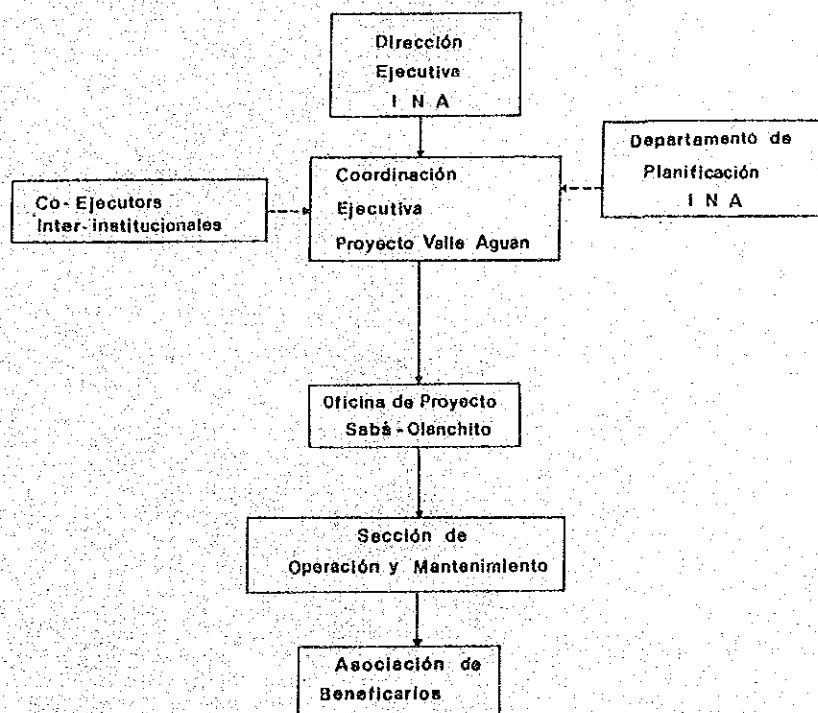 Dirección
Ejecutiva
I N A
Departamento de
Planificación
I N A
Coordinación
Ejecutiva
Proyecto Valle Aguán
Co-Ejecutors
Inter-institucionales
Oficina de Proyecto
Sabá-Olanchito
Sección de
Operación y Mantenimiento
Asociación de
Beneficarios